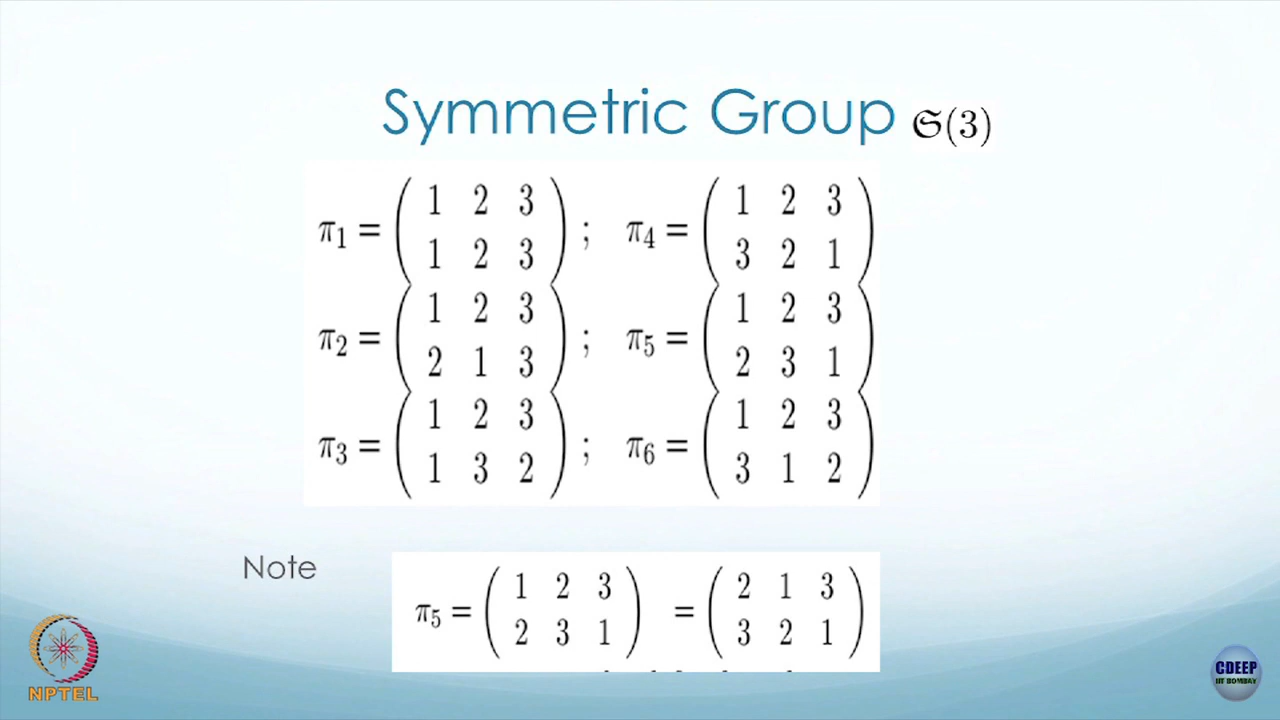 Symmetric Group 𝔖(3)
π₁ = ( 1 2 3 ; 1 2 3 ) ; π₄ = ( 1 2 3 ; 3 2 1 )
π₂ = ( 1 2 3 ; 2 1 3 ) ; π₅ = ( 1 2 3 ; 2 3 1 )
π₃ = ( 1 2 3 ; 1 3 2 ) ; π₆ = ( 1 2 3 ; 3 1 2 )
Note
π₅ = ( 1 2 3 ; 2 3 1 ) = ( 2 1 3 ; 3 2 1 )
NPTEL
CDEEP
IIT BOMBAY